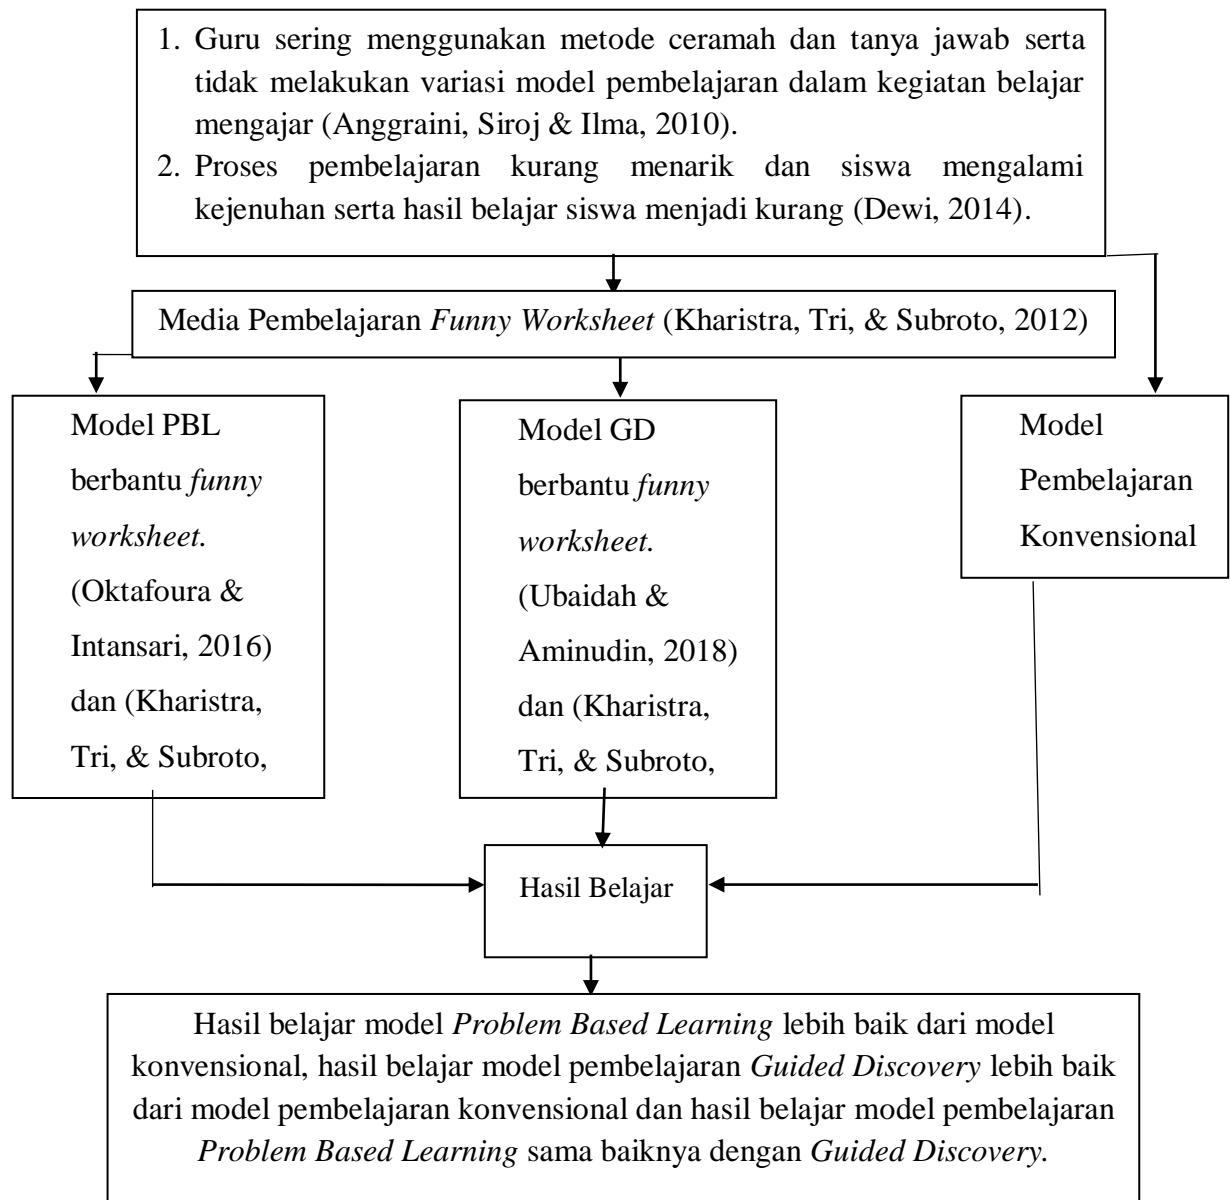 1. Guru sering menggunakan metode ceramah dan tanya jawab serta
tidak melakukan variasi model pembelajaran dalam kegiatan belajar
mengajar (Anggraini, Siroj & Ilma, 2010).
2. Proses pembelajaran kurang menarik dan siswa mengalami
kejenuhan serta hasil belajar siswa menjadi kurang (Dewi, 2014).
Media Pembelajaran Funny Worksheet (Kharistra, Tri, & Subroto, 2012)
Model PBL
berbantu funny
worksheet.
(Oktafoura &
Intansari, 2016)
dan (Kharistra,
Tri, & Subroto,
Model GD
berbantu funny
worksheet.
(Ubaidah &
Aminudin, 2018)
dan (Kharistra,
Tri, & Subroto,
Model
Pembelajaran
Konvensional
Hasil Belajar
Hasil belajar model Problem Based Learning lebih baik dari model
konvensional, hasil belajar model pembelajaran Guided Discovery lebih baik
dari model pembelajaran konvensional dan hasil belajar model pembelajaran
Problem Based Learning sama baiknya dengan Guided Discovery.